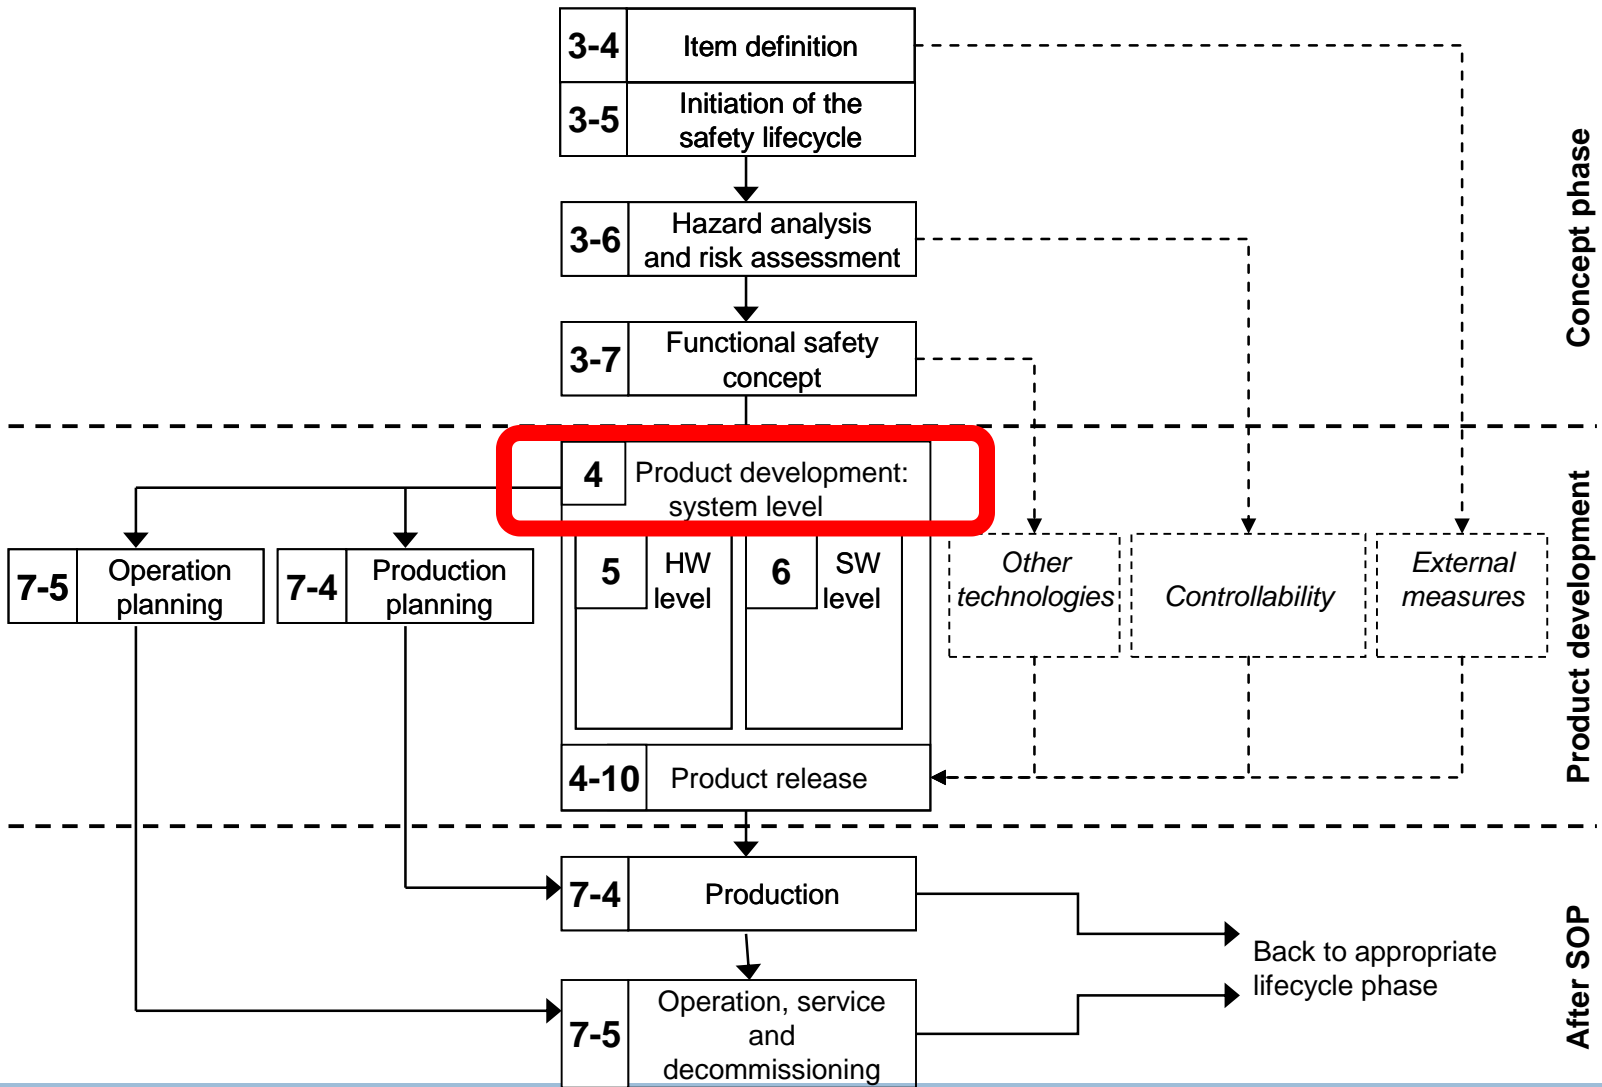 3-4
Item definition
3-5
Initiation of the
safety lifecycle
3-6
Hazard analysis
and risk assessment
3-7
Functional safety
concept
Concept phase
4
Product development:
system level
7-5
Operation
planning
7-4
Production
planning
5
HW
level
6
SW
level
Other
technologies
Controllability
External
measures
4-10
Product release
Product development
7-4
Production
7-5
Operation, service
and
decommissioning
Back to appropriate
lifecycle phase
After SOP